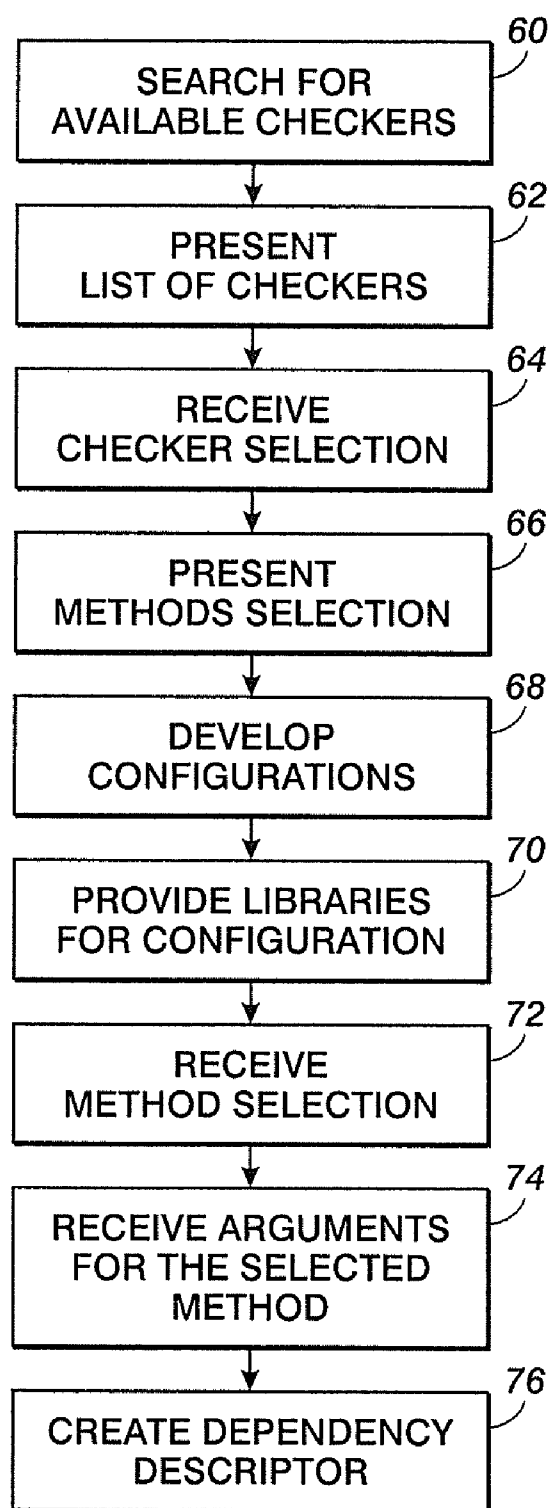 60
SEARCH FOR
AVAILABLE CHECKERS
62
PRESENT
LIST OF CHECKERS
64
RECEIVE
CHECKER SELECTION
66
PRESENT
METHODS SELECTION
68
DEVELOP
CONFIGURATIONS
70
PROVIDE LIBRARIES
FOR CONFIGURATION
72
RECEIVE
METHOD SELECTION
74
RECEIVE ARGUMENTS
FOR THE SELECTED
METHOD
76
CREATE DEPENDENCY
DESCRIPTOR